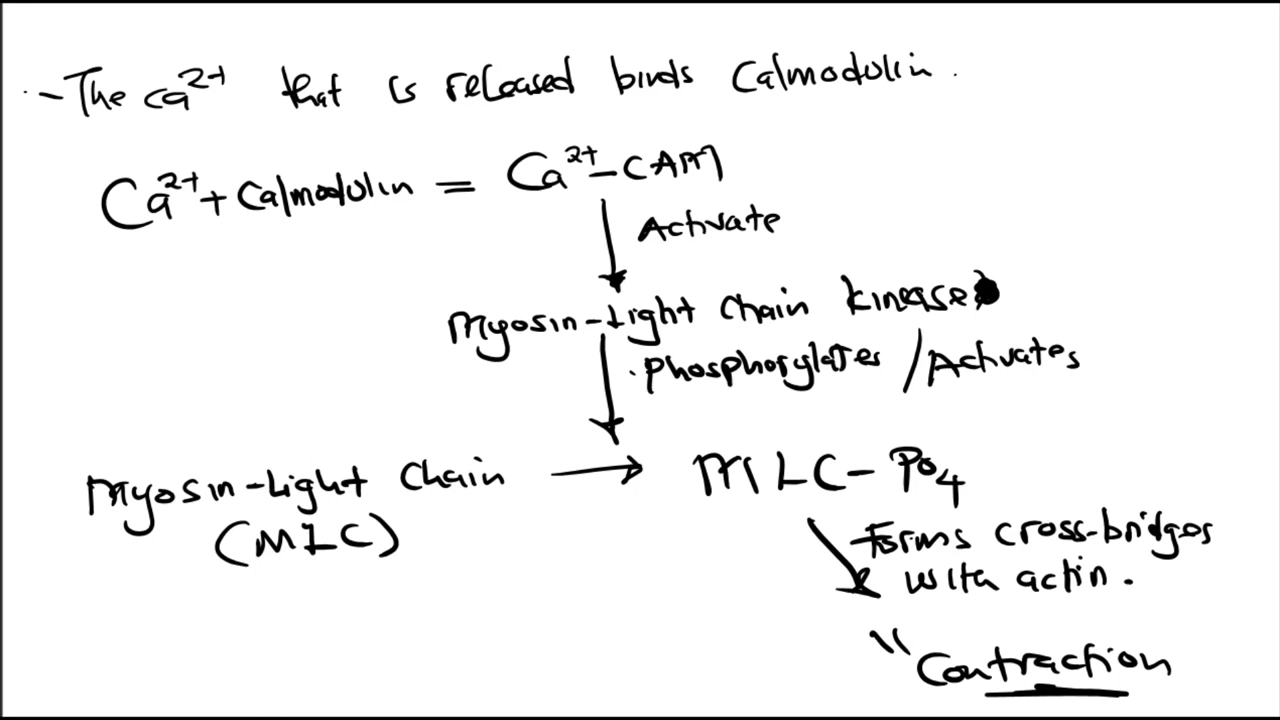 - The ca2+ that is released binds Calmodulin.
Ca2+ + Calmodulin = Ca2+ - CAM
Activate
Myosin-Light Chain kinase
. Phosphorylates / Activates
Myosin-Light Chain → MLC- PO4
(MLC)
Forms cross-bridges
with actin.
"Contraction